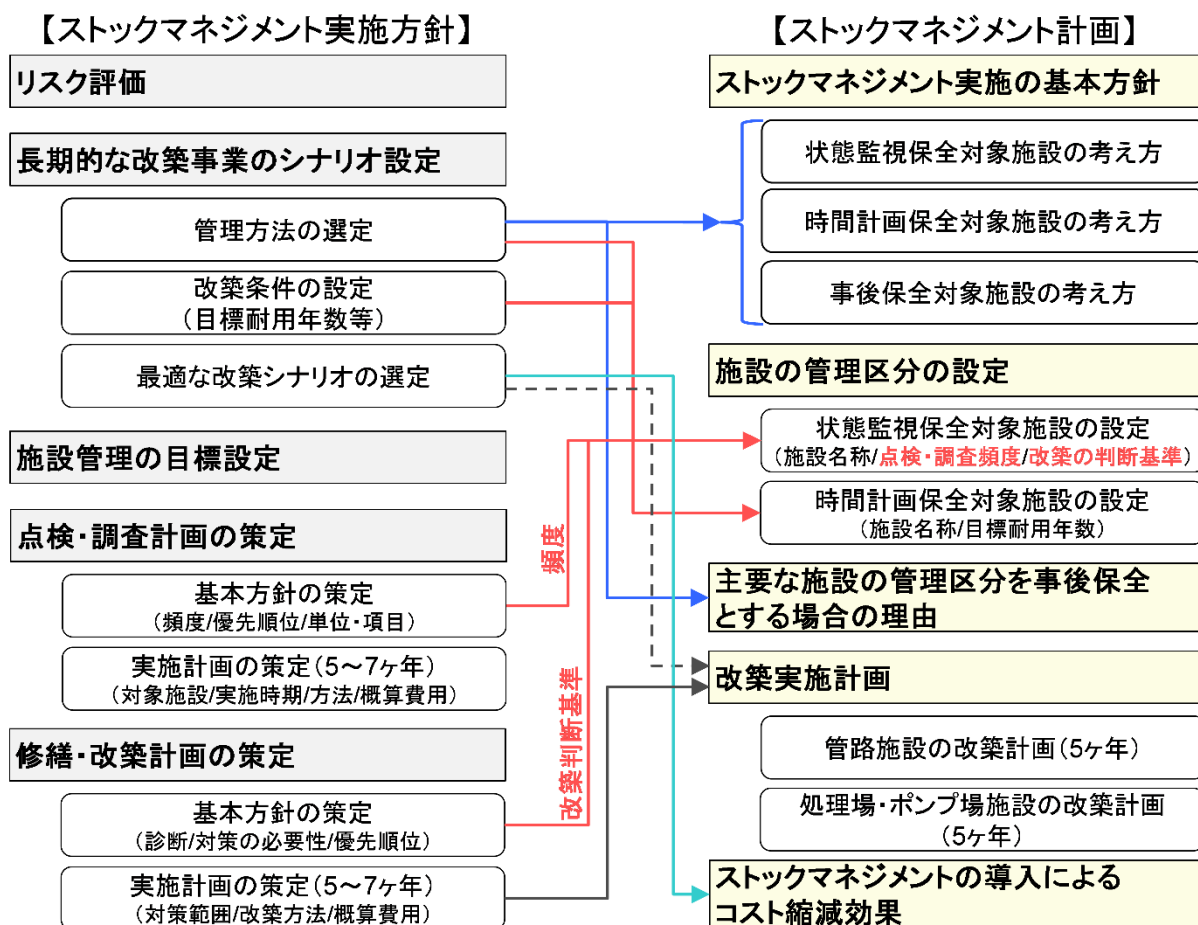 【ストックマネジメント実施方針】
リスク評価
長期的な改築事業のシナリオ設定
管理方法の選定
改築条件の設定
(目標耐用年数等)
最適な改築シナリオの選定
施設管理の目標設定
点検・調査計画の策定
基本方針の策定
(頻度/優先順位/単位・項目)
実施計画の策定(5~7ヶ年)
(対象施設/実施時期/方法/概算費用)
修繕・改築計画の策定
基本方針の策定
(診断/対策の必要性/優先順位)
実施計画の策定(5~7ヶ年)
(対策範囲/改築方法/概算費用)
頻度
改築判断基準
【ストックマネジメント計画】
ストックマネジメント実施の基本方針
状態監視保全対象施設の考え方
時間計画保全対象施設の考え方
事後保全対象施設の考え方
施設の管理区分の設定
状態監視保全対象施設の設定
(施設名称/点検・調査頻度/改築の判断基準)
時間計画保全対象施設の設定
(施設名称/目標耐用年数)
主要な施設の管理区分を事後保全
とする場合の理由
改築実施計画
管路施設の改築計画(5ヶ年)
処理場・ポンプ場施設の改築計画
(5ヶ年)
ストックマネジメントの導入による
コスト縮減効果